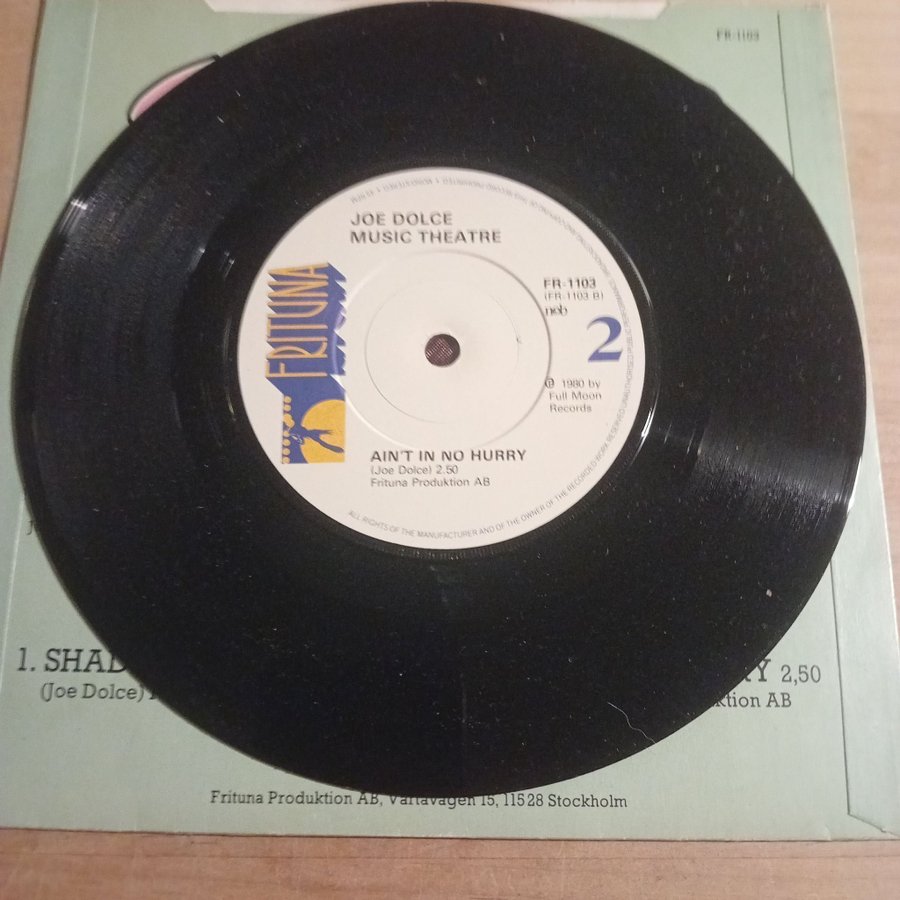 FR-1103
JOE DOLCE
MUSIC THEATRE
FRITUNA
FR-1103
(FR-1103 B)
ncb
2
℗ 1980 by
Full Moon
Records
AIN'T IN NO HURRY
(Joe Dolce) 2.50
Frituna Produktion AB
ALL RIGHTS OF THE MANUFACTURER AND OF THE OWNER OF THE RECORDED WORK RESERVED UNAUTHORISED
1. SHAD
2,50
(Joe Dolce)
ktion AB
Frituna Produktion AB, Värtavägen 15, 115 28 Stockholm